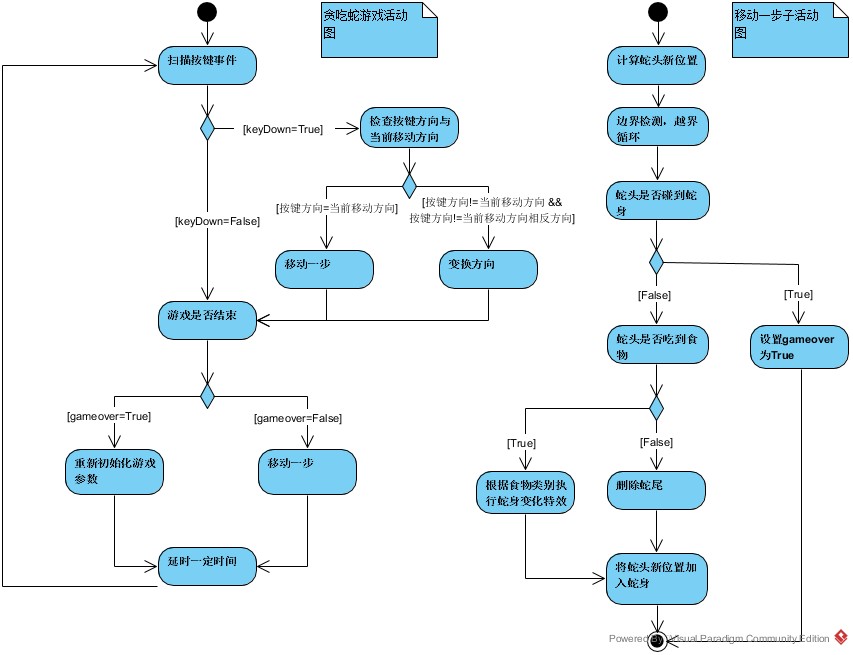 贪吃蛇游戏活动
图
扫描按键事件
[keyDown=True]
检查按键方向与
当前移动方向
[keyDown=False]
[按键方向=当前移动方向]
[按键方向!=当前移动方向 &&
按键方向!=当前移动方向相反方向]
移动一步
变换方向
游戏是否结束
[gameover=True]
[gameover=False]
重新初始化游戏
参数
移动一步
延时一定时间
移动一步子活动
图
计算蛇头新位置
边界检测，越界
循环
蛇头是否碰到蛇
身
[False]
[True]
蛇头是否吃到食
物
设置gameover
为True
[True]
[False]
根据食物类别执
行蛇身变化特效
删除蛇尾
将蛇头新位置加
入蛇身
Powered By Visual Paradigm Community Edition